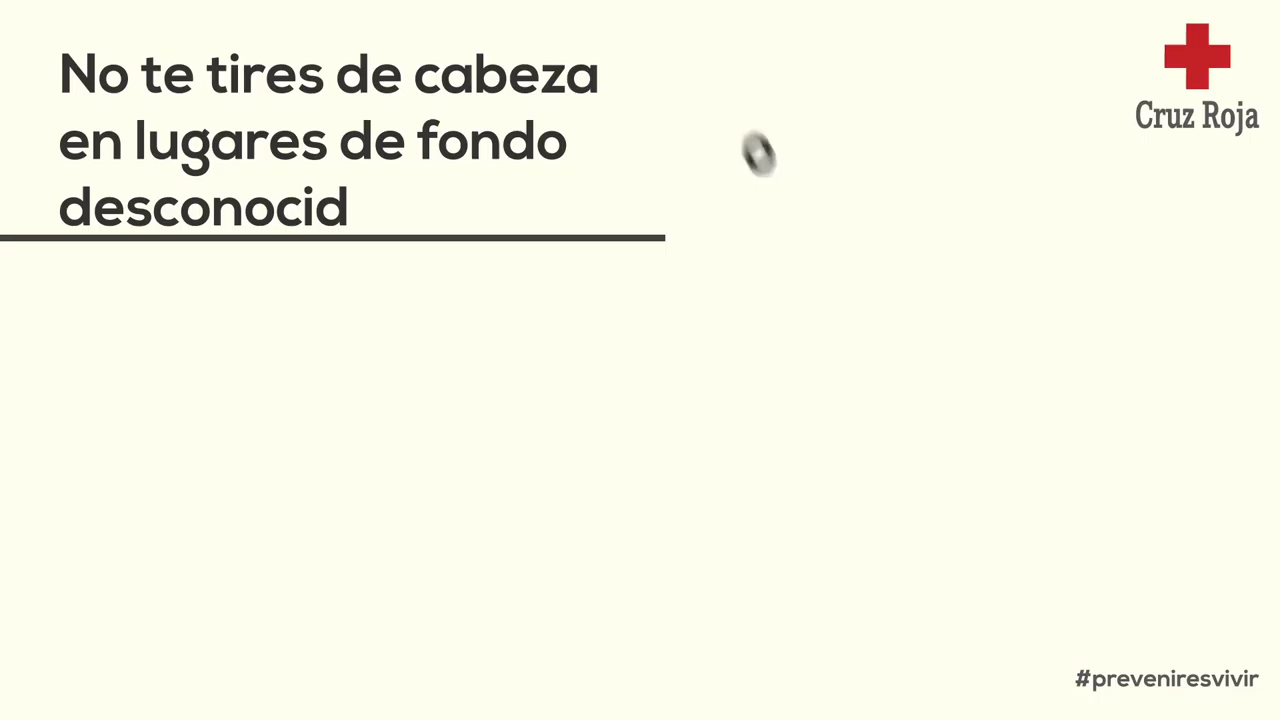 No te tires de cabeza
en lugares de fondo
desconocid
Cruz Roja
#preveniresvivir